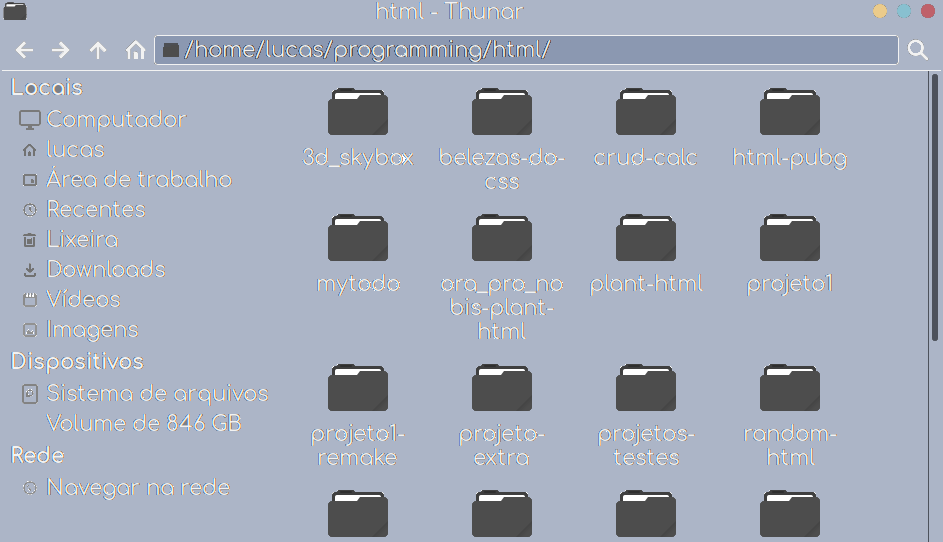 html - Thunar
/home/lucas/programming/html/
Locais
Computador
lucas
Área de trabalho
Recentes
Lixeira
Downloads
Vídeos
Imagens
Dispositivos
Sistema de arquivos
Volume de 846 GB
Rede
Navegar na rede
3d_skybox
belezas-do-
css
crud-calc
html-pubg
mytodo
ora_pro_no
bis-plant-
html
plant-html
projeto1
projeto1-
remake
projeto-
extra
projetos-
testes
random-
html